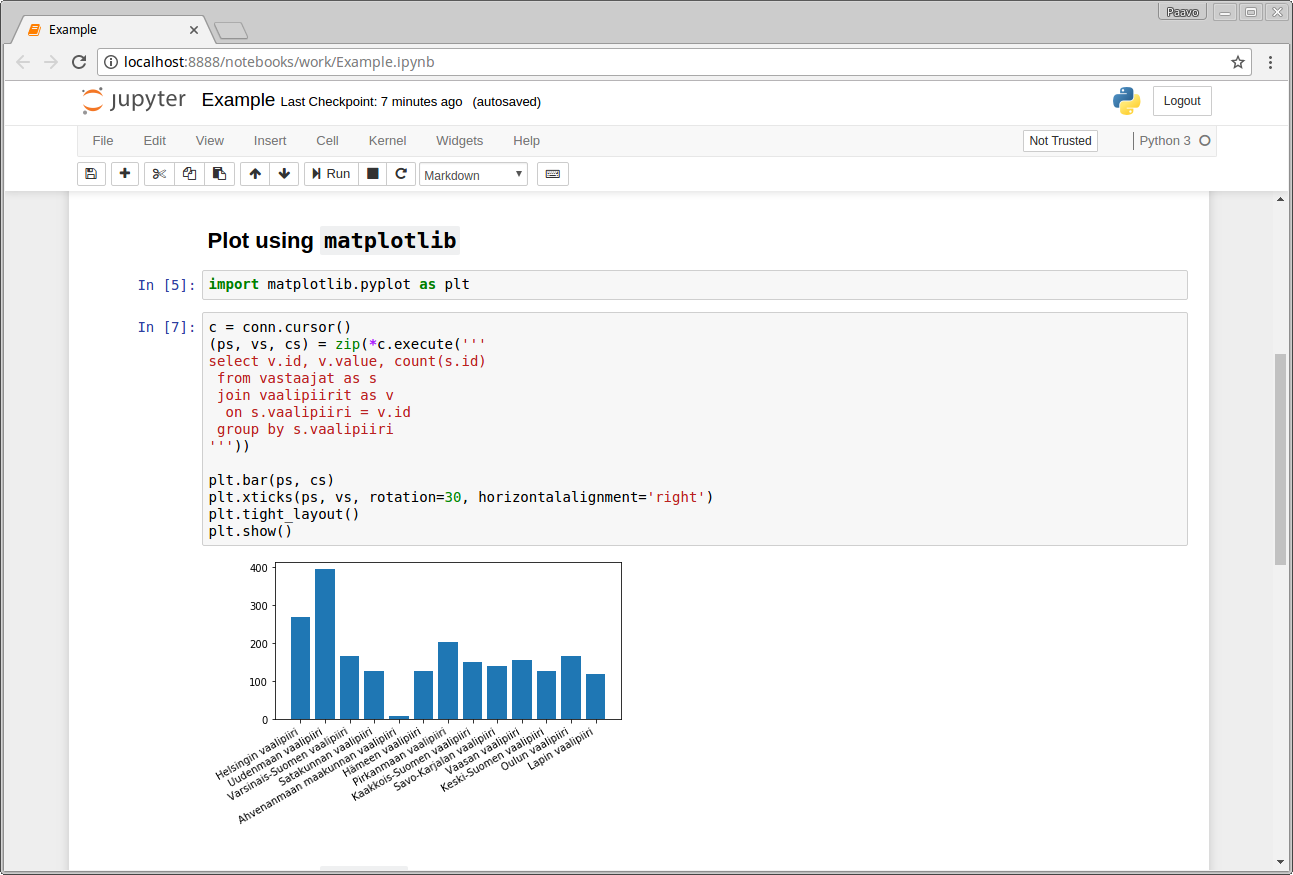 Paavo
Example
localhost:8888/notebooks/work/Example.ipynb
jupyter Example Last Checkpoint: 7 minutes ago (autosaved)
Logout
File Edit View Insert Cell Kernel Widgets Help Not Trusted Python 3
Run Markdown
Plot using matplotlib
In [5]: import matplotlib.pyplot as plt
In [7]: c = conn.cursor()
(ps, vs, cs) = zip(*c.execute('''
select v.id, v.value, count(s.id)
 from vastaajat as s
 join vaalipiirit as v
  on s.vaalipiiri = v.id
 group by s.vaalipiiri
'''))
plt.bar(ps, cs)
plt.xticks(ps, vs, rotation=30, horizontalalignment='right')
plt.tight_layout()
plt.show()
400
300
200
100
0
Helsingin vaalipiiri
Uudenmaan vaalipiiri
Varsinais-Suomen vaalipiiri
Satakunnan vaalipiiri
Ahvenanmaan maakunnan vaalipiiri
Hämeen vaalipiiri
Pirkanmaan vaalipiiri
Kaakkois-Suomen vaalipiiri
Savo-Karjalan vaalipiiri
Vaasan vaalipiiri
Keski-Suomen vaalipiiri
Oulun vaalipiiri
Lapin vaalipiiri